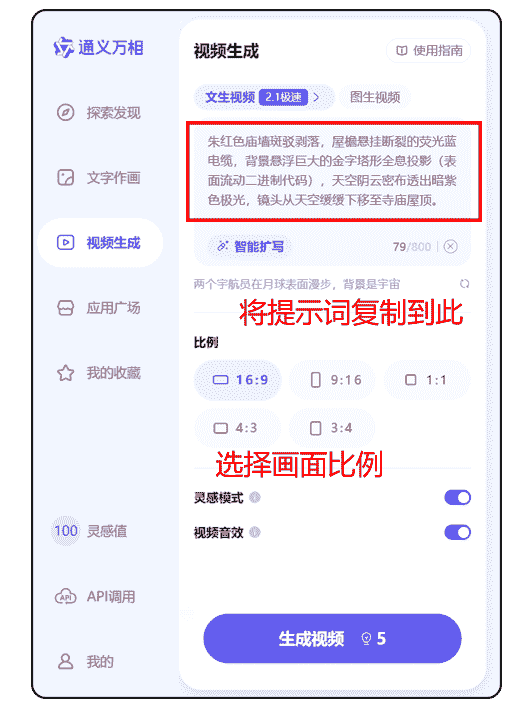 通义万相
探索发现
文字作画
视频生成
应用广场
我的收藏
100 灵感值
API调用
我的
视频生成
使用指南
文生视频 2.1极速
图生视频
朱红色庙墙斑驳剥落，屋檐悬挂断裂的荧光蓝
电缆，背景悬浮巨大的金字塔形全息投影（表
面流动二进制代码），天空阴云密布透出暗紫
色极光，镜头从天空缓缓下移至寺庙屋顶。
智能扩写
79/800
两个宇航员在月球表面漫步，背景是宇宙
将提示词复制到此
比例
16:9
9:16
1:1
4:3
3:4
选择画面比例
灵感模式
视频音效
生成视频 5